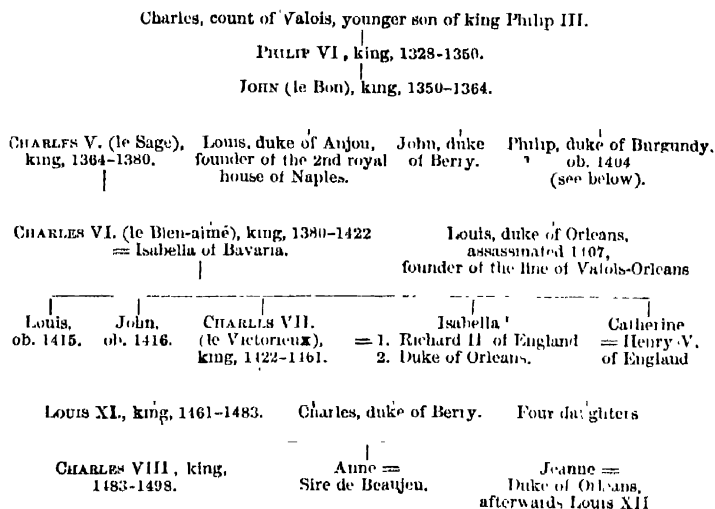 Charles, count of Valois, younger son of king Philip III.
PHILIP VI, king, 1328-1350.
JOHN (le Bon), king, 1350-1364.
CHARLES V. (le Sage), king, 1364-1380.
Louis, duke of Anjou, founder of the 2nd royal house of Naples.
John, duke of Berry.
Philip, duke of Burgundy, ob. 1404 (see below).
CHARLES VI. (le Bien-aimé), king, 1380-1422
= Isabella of Bavaria.
Louis, duke of Orleans,
assassinated 1407,
founder of the line of Valois-Orleans
Louis, ob. 1415.
John, ob. 1416.
CHARLES VII. (le Victorieux), king, 1422-1461.
Isabella
= 1. Richard II of England
2. Duke of Orleans.
Catherine
= Henry V.
of England
LOUIS XI., king, 1461-1483.
Charles, duke of Berry.
Four daughters
CHARLES VIII, king,
1483-1498.
Anne =
Sire de Beaujeu.
Jeanne =
Duke of Orleans,
afterwards Louis XII